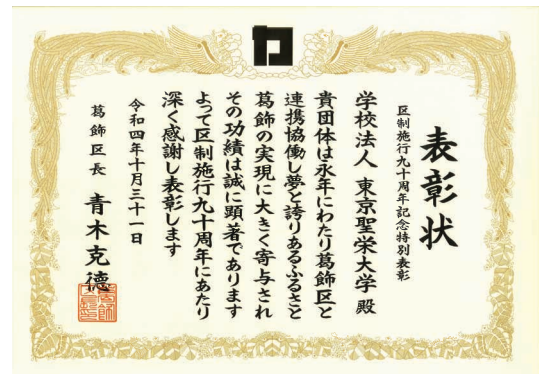 表彰状
区制施行九十周年記念特別表彰
学校法人 東京聖栄大学 殿
貴団体は永年にわたり葛飾区と
連携協働し夢と誇りあるふるさと
葛飾の実現に大きく寄与され
その功績は誠に顕著であります
よって区制施行九十周年にあたり
深く感謝し表彰します
令和四年十月三十一日
葛飾区長 青木克德